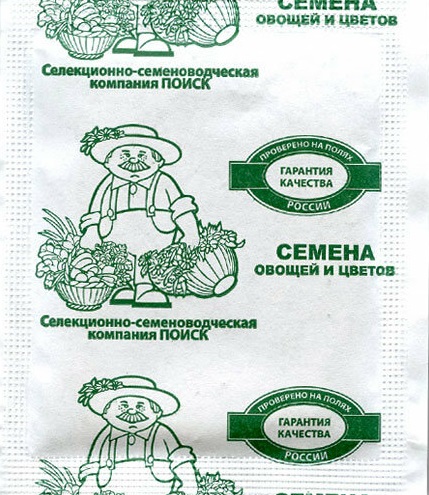 СЕМЕНА
ОВОЩЕЙ И ЦВЕТОВ
Селекционно-семеноводческая
компания ПОИСК
ПРОВЕРЕНО НА ПОЛЯХ
ГАРАНТИЯ
КАЧЕСТВА
РОССИИ
СЕМЕНА
ОВОЩЕЙ И ЦВЕТОВ
Селекционно-семеноводческая
компания ПОИСК
ПРОВЕРЕНО НА ПОЛЯХ
ГАРАНТИЯ
КАЧЕСТВА
РОССИИ
СЕМЕНА